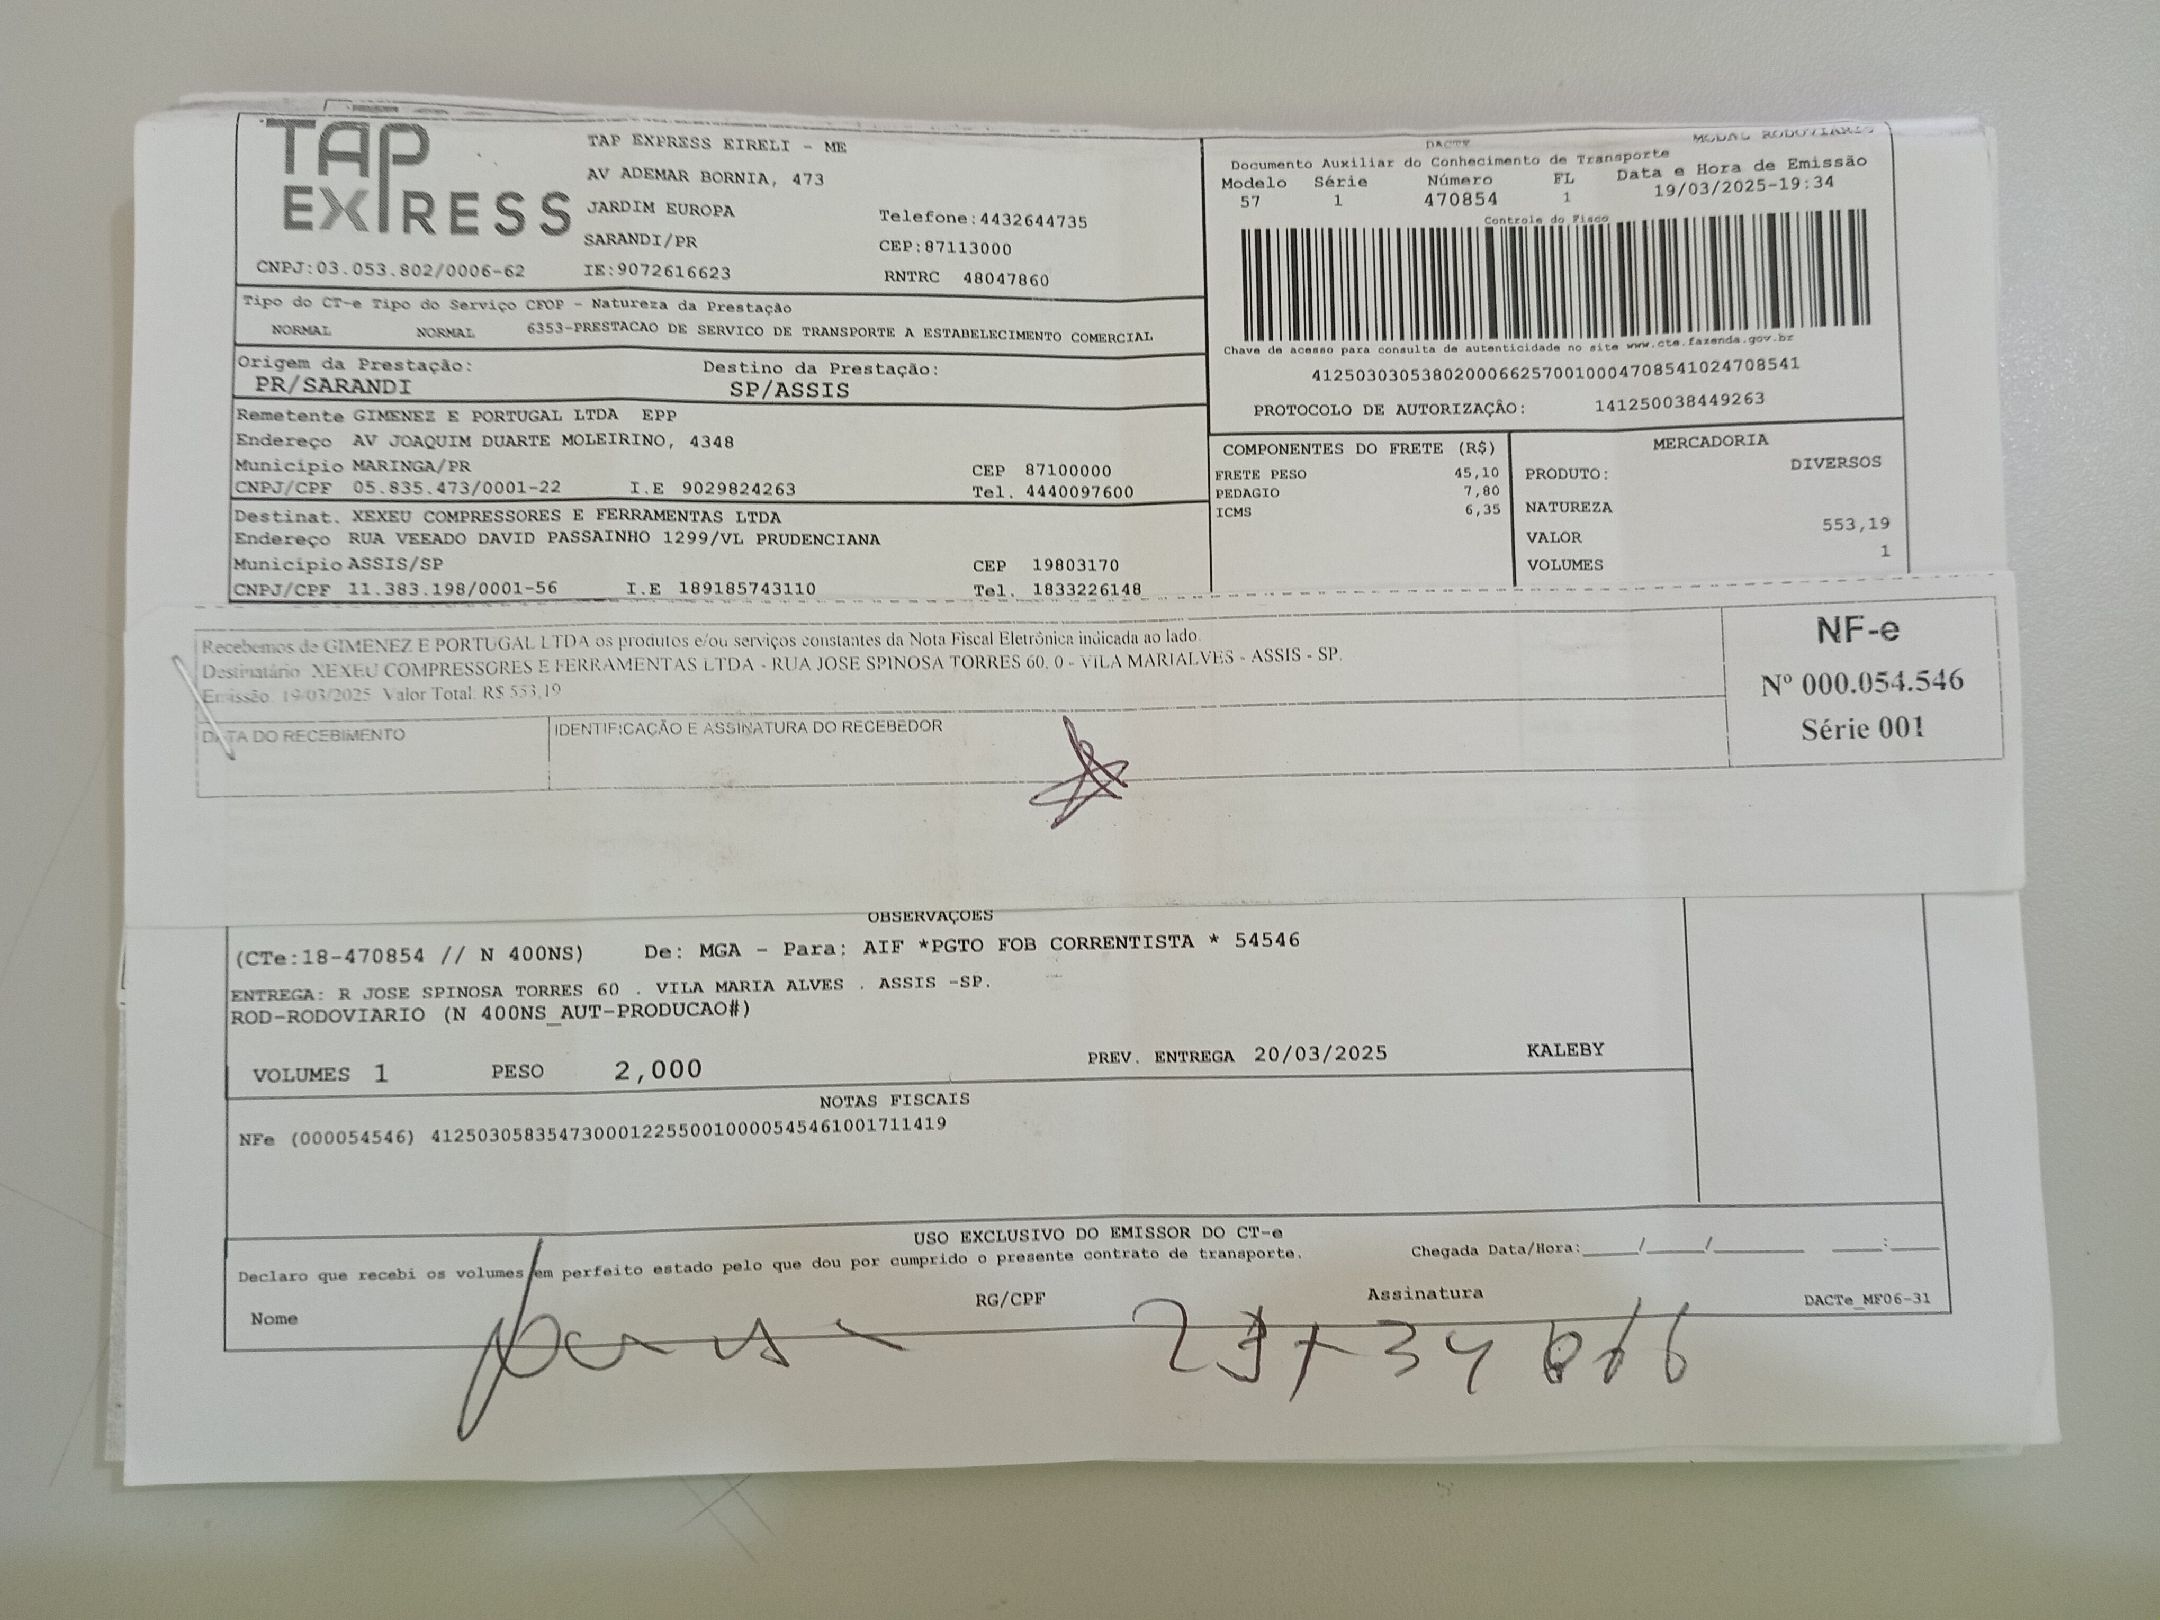 TAP EXPRESS
TAP EXPRESS EIRELI - ME
AV ADEMAR BORNIA, 473
JARDIM EUROPA
Telefone:4432644735
SARANDI/PR
CEP:87113000
CNPJ:03.053.802/0006-62
IE:9072616623
RNTRC 48047860
DACTE
MODAL RODOVIARIO
Documento Auxiliar do Conhecimento de Transporte
Data e Hora de Emissão
Modelo Série Número FL
57 1 470854 1
19/03/2025-19:34
Controle do Fisco
Chave de acesso para consulta de autenticidade no site www.cte.fazenda.gov.br
41250303053802000662570010004708541024708541
PROTOCOLO DE AUTORIZAÇÃO: 141250038449263
Tipo do CT-e Tipo do Serviço CFOP - Natureza da Prestação
NORMAL NORMAL 6353-PRESTACAO DE SERVICO DE TRANSPORTE A ESTABELECIMENTO COMERCIAL
Origem da Prestação: Destino da Prestação:
PR/SARANDI SP/ASSIS
Remetente GIMENEZ E PORTUGAL LTDA EPP
Endereço AV JOAQUIM DUARTE MOLEIRINO, 4348
Município MARINGA/PR CEP 87100000
CNPJ/CPF 05.835.473/0001-22 I.E 9029824263 Tel. 4440097600
Destinat. XEXEU COMPRESSORES E FERRAMENTAS LTDA
Endereço RUA VEEADO DAVID PASSAINHO 1299/VL PRUDENCIANA
Município ASSIS/SP CEP 19803170
CNPJ/CPF 11.383.198/0001-56 I.E 189185743110 Tel. 1833226148
COMPONENTES DO FRETE (R$)
FRETE PESO 45,10
PEDAGIO 7,80
ICMS 6,35
MERCADORIA
PRODUTO: DIVERSOS
NATUREZA
VALOR 553,19
VOLUMES 1
Recebemos de GIMENEZ E PORTUGAL LTDA os produtos e/ou serviços constantes da Nota Fiscal Eletrônica indicada ao lado.
Destinatário XEXEU COMPRESSORES E FERRAMENTAS LTDA - RUA JOSE SPINOSA TORRES 60, 0 - VILA MARIALVES - ASSIS - SP.
Emissão 19/03/2025 Valor Total: R$ 553,19
DATA DO RECEBIMENTO
IDENTIFICAÇÃO E ASSINATURA DO RECEBEDOR
NF-e
Nº 000.054.546
Série 001
OBSERVAÇOES
(CTe:18-470854 // N 400NS) De: MGA - Para; AIF *PGTO FOB CORRENTISTA * 54546
ENTREGA: R JOSE SPINOSA TORRES 60 . VILA MARIA ALVES . ASSIS -SP.
ROD-RODOVIARIO (N 400NS_AUT-PRODUCAO#)
VOLUMES 1 PESO 2,000 PREV. ENTREGA 20/03/2025 KALEBY
NOTAS FISCAIS
NFe (000054546) 41250305835473000122550010000545461001711419
USO EXCLUSIVO DO EMISSOR DO CT-e
Declaro que recebi os volumes em perfeito estado pelo que dou por cumprido o presente contrato de transporte.
Chegada Data/Hora:____/____/______ ___:___
Nome RG/CPF Assinatura DACTe_MF06-31